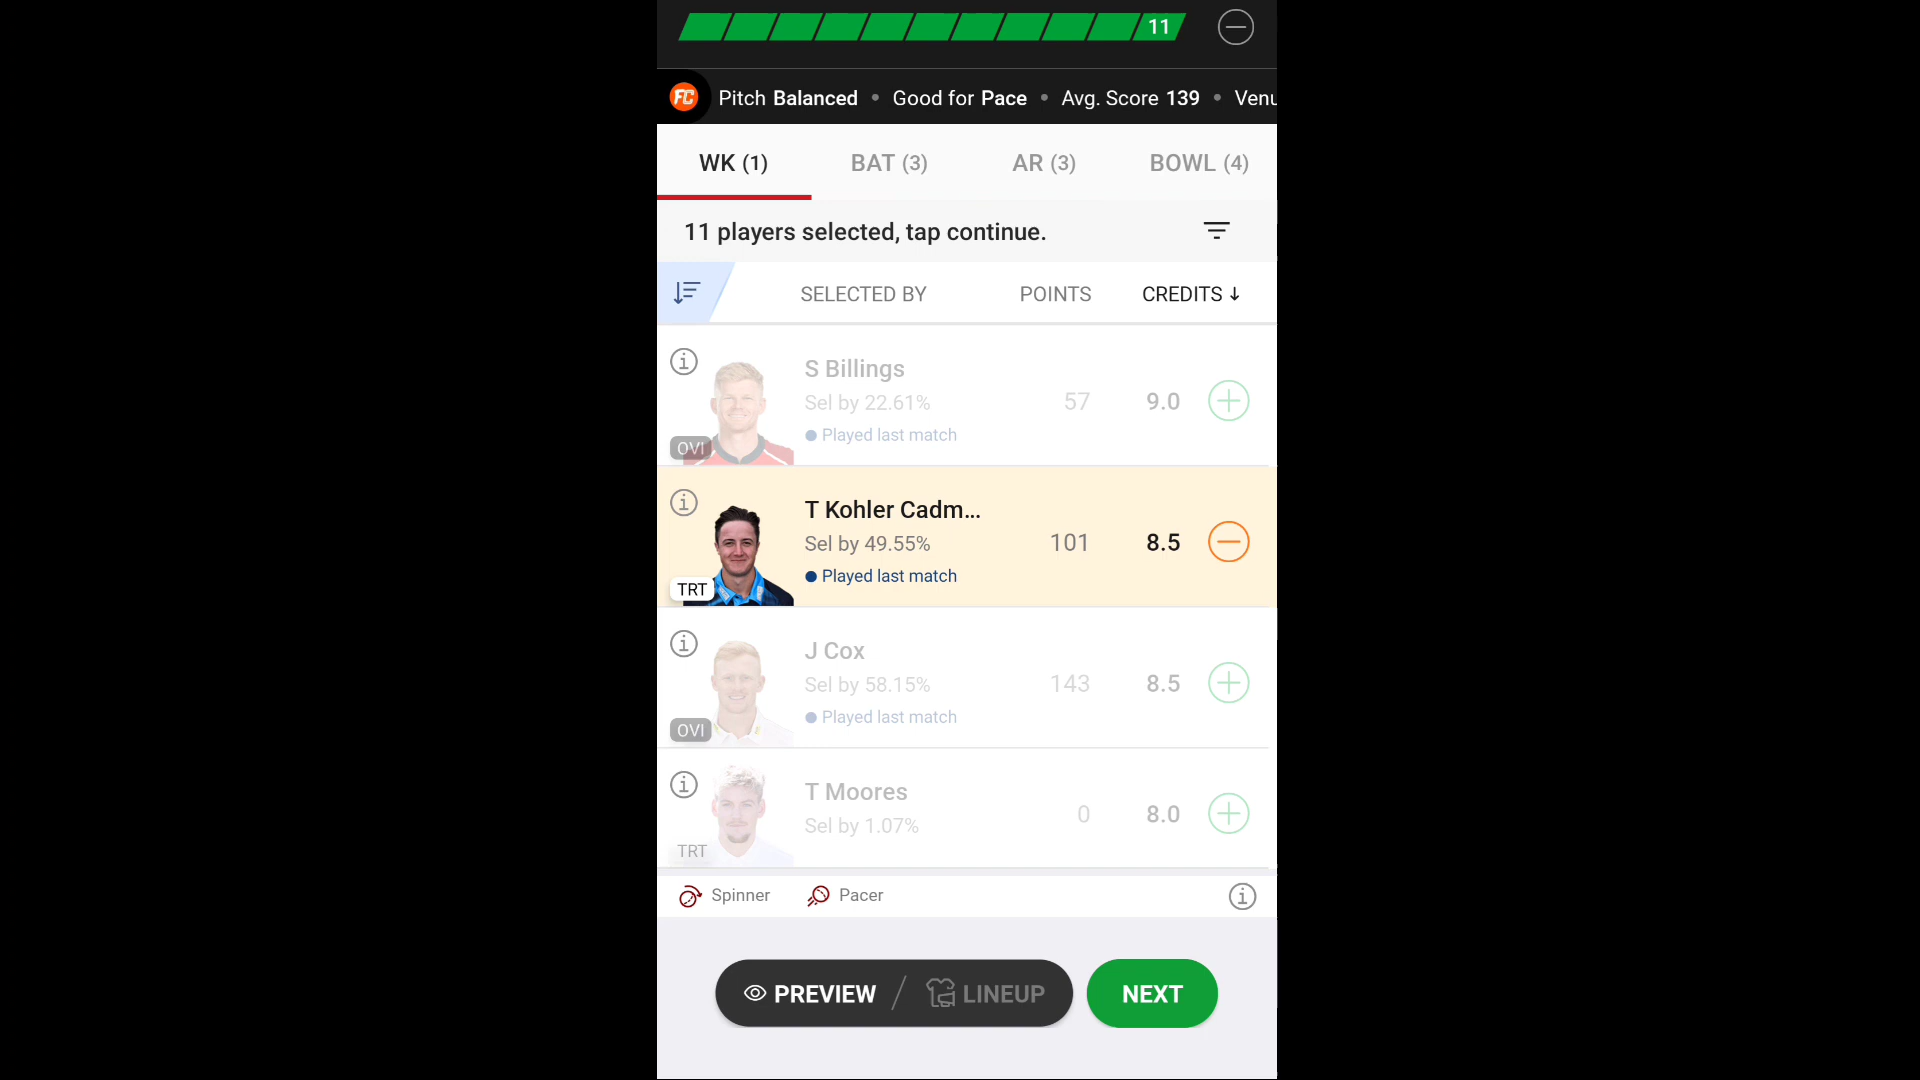 11
FC Pitch Balanced • Good for Pace • Avg. Score 139 • Venu
WK (1) BAT (3) AR (3) BOWL (4)
11 players selected, tap continue.
SELECTED BY POINTS CREDITS ↓
S Billings
Sel by 22.61% 57 9.0
Played last match
OVI
T Kohler Cadm...
Sel by 49.55% 101 8.5
Played last match
TRT
J Cox
Sel by 58.15% 143 8.5
Played last match
OVI
T Moores
Sel by 1.07% 0 8.0
TRT
Spinner Pacer
PREVIEW / LINEUP NEXT